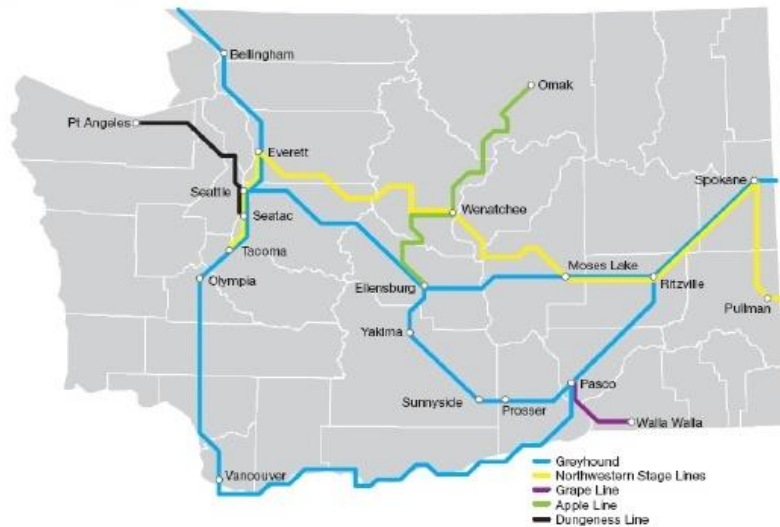 Bellingham
Omak
Pt Angeles
Everett
Spokane
Seattle
Wenatchee
Seatac
Tacoma
Moses Lake
Olympia
Ellensburg
Ritzville
Pullman
Yakima
Pasco
Sunnyside
Prosser
Walla Walla
Vancouver
Greyhound
Northwestern Stage Lines
Grape Line
Apple Line
Dungeness Line